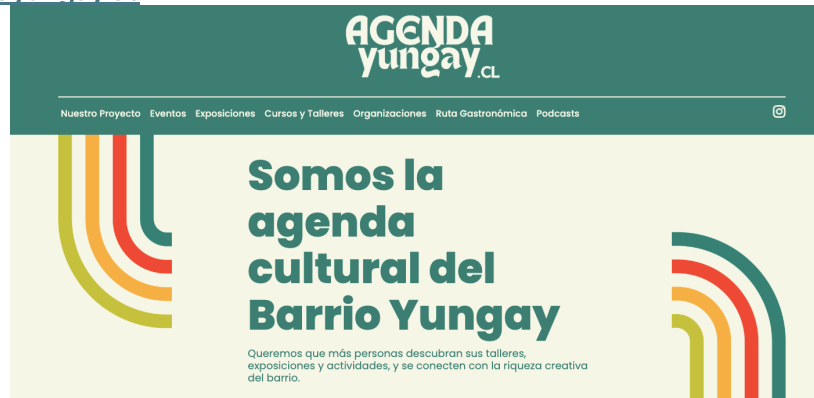 AGENDA
yungay.CL
Nuestro Proyecto Eventos Exposiciones Cursos y Talleres Organizaciones Ruta Gastronómica Podcasts
Somos la
agenda
cultural del
Barrio Yungay
Queremos que más personas descubran sus talleres,
exposiciones y actividades, y se conecten con la riqueza creativa
del barrio.